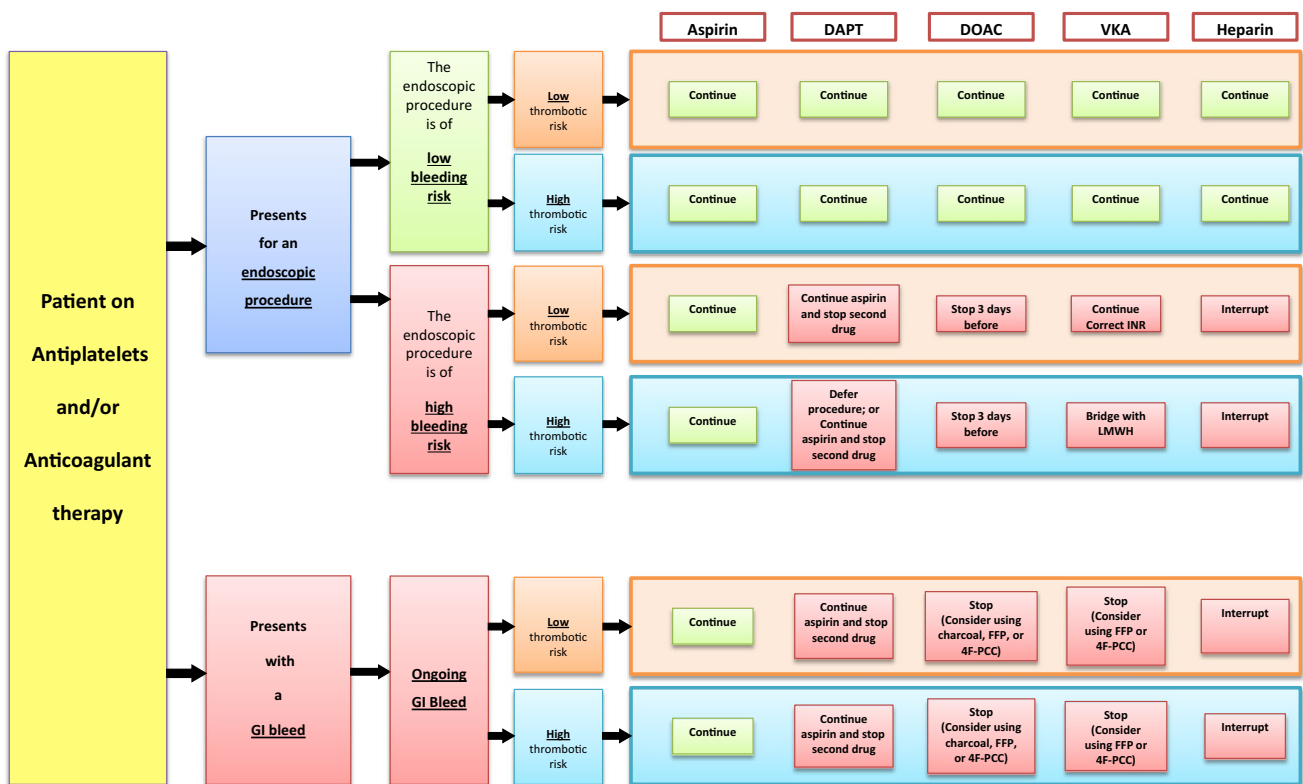 Aspirin
DAPT
DOAC
VKA
Heparin
Patient on
Antiplatelets
and/or
Anticoagulant
therapy
Presents
for an
endoscopic
procedure
The
endoscopic
procedure
is of
low
bleeding
risk
Low
thrombotic
risk
Continue
Continue
Continue
Continue
Continue
High
thrombotic
risk
Continue
Continue
Continue
Continue
Continue
The
endoscopic
procedure
is of
high
bleeding
risk
Low
thrombotic
risk
Continue
Continue aspirin
and stop second
drug
Stop 3 days
before
Continue
Correct INR
Interrupt
High
thrombotic
risk
Continue
Defer
procedure; or
Continue
aspirin and stop
second drug
Stop 3 days
before
Bridge with
LMWH
Interrupt
Presents
with
a
GI bleed
Ongoing
GI Bleed
Low
thrombotic
risk
Continue
Continue
aspirin and stop
second drug
Stop
(Consider using
charcoal, FFP, or
4F-PCC)
Stop
(Consider
using FFP or
4F-PCC)
Interrupt
High
thrombotic
risk
Continue
Continue
aspirin and stop
second drug
Stop
(Consider using
charcoal, FFP,
or 4F-PCC)
Stop
(Consider
using FFP or
4F-PCC)
Interrupt